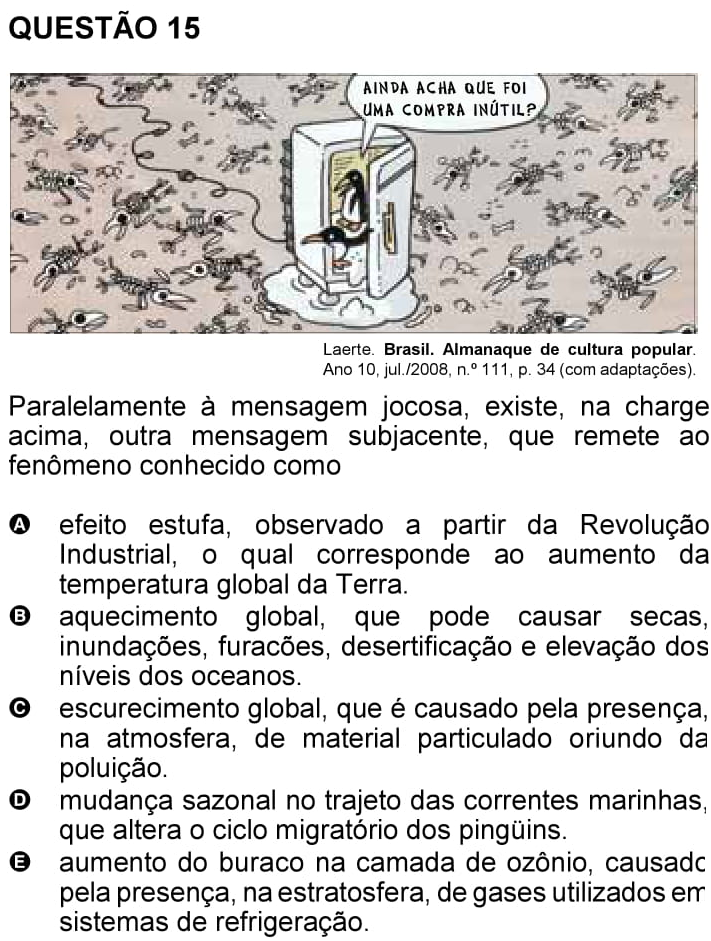 QUESTÃO 15
AINDA ACHA QUE FOI
UMA COMPRA INÚTIL?
Laerte. Brasil. Almanaque de cultura popular.
Ano 10, jul./2008, n.º 111, p. 34 (com adaptações).
Paralelamente à mensagem jocosa, existe, na charge
acima, outra mensagem subjacente, que remete ao
fenômeno conhecido como
A efeito estufa, observado a partir da Revolução
Industrial, o qual corresponde ao aumento da
temperatura global da Terra.
B aquecimento global, que pode causar secas,
inundações, furacões, desertificação e elevação dos
níveis dos oceanos.
C escurecimento global, que é causado pela presença,
na atmosfera, de material particulado oriundo da
poluição.
D mudança sazonal no trajeto das correntes marinhas,
que altera o ciclo migratório dos pingüins.
E aumento do buraco na camada de ozônio, causado
pela presença, na estratosfera, de gases utilizados em
sistemas de refrigeração.